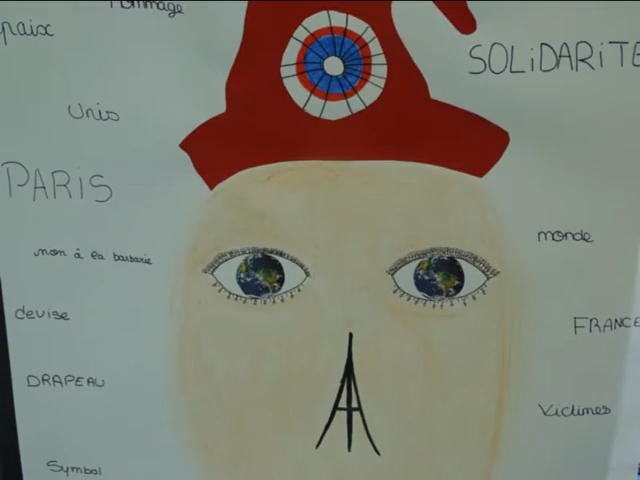 Hommage
paix
SOLiDARiTE
Unis
PARiS
non à la barbarie
monde
devise
FRANCE
DRAPEAU
Victimes
Symbol